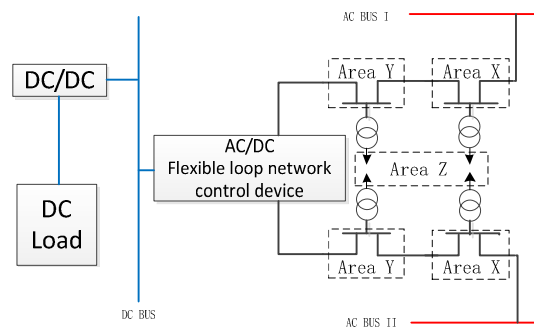 AC BUS I
DC/DC
Area Y
Area X
AC/DC
Flexible loop network
control device
Area Z
DC
Load
Area Y
Area X
DC BUS
AC BUS II